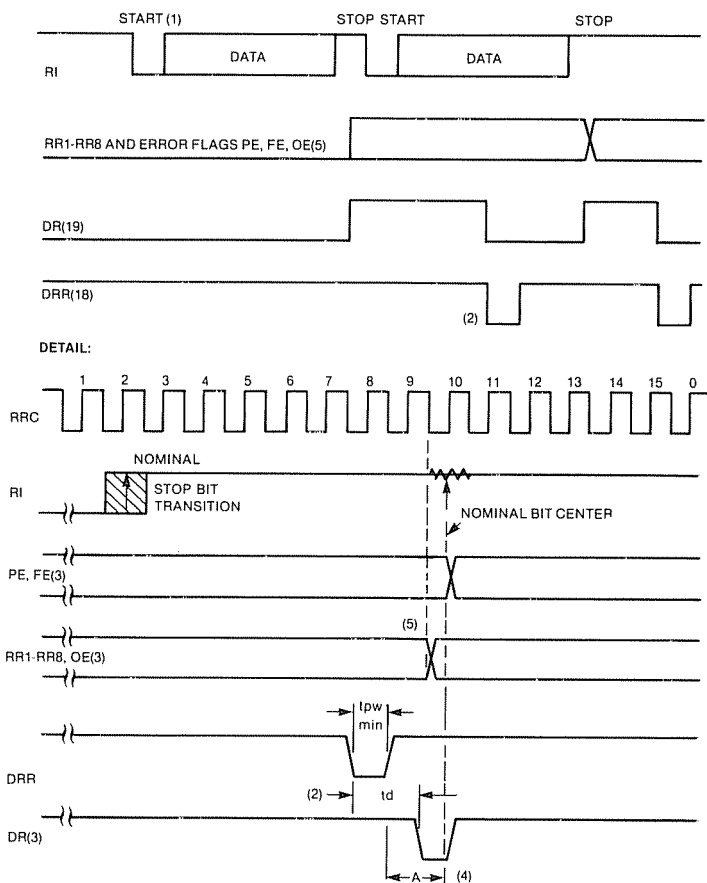 START (1) STOP START STOP
DATA DATA
RI
RR1-RR8 AND ERROR FLAGS PE, FE, OE(5)
DR(19)
DRR(18)
(2)
DETAIL:
1 2 3 4 5 6 7 8 9 10 11 12 13 14 15 0
RRC
NOMINAL
RI
STOP BIT
TRANSITION
NOMINAL BIT CENTER
PE, FE(3)
(5)
RR1-RR8, OE(3)
tpw
min
DRR
(2) td
DR(3)
A (4)